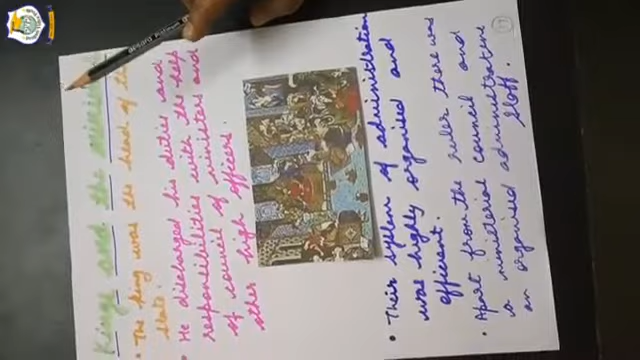 Kings and the
• The king was the head of the
state.
• He discharged his duties and
responsibilities with the help
of council of ministers and
other high officers.
• Their system of administration
was highly organised and
efficient.
• Apart from the ruler there was
a ministerial council and
an organised administrative
staff.